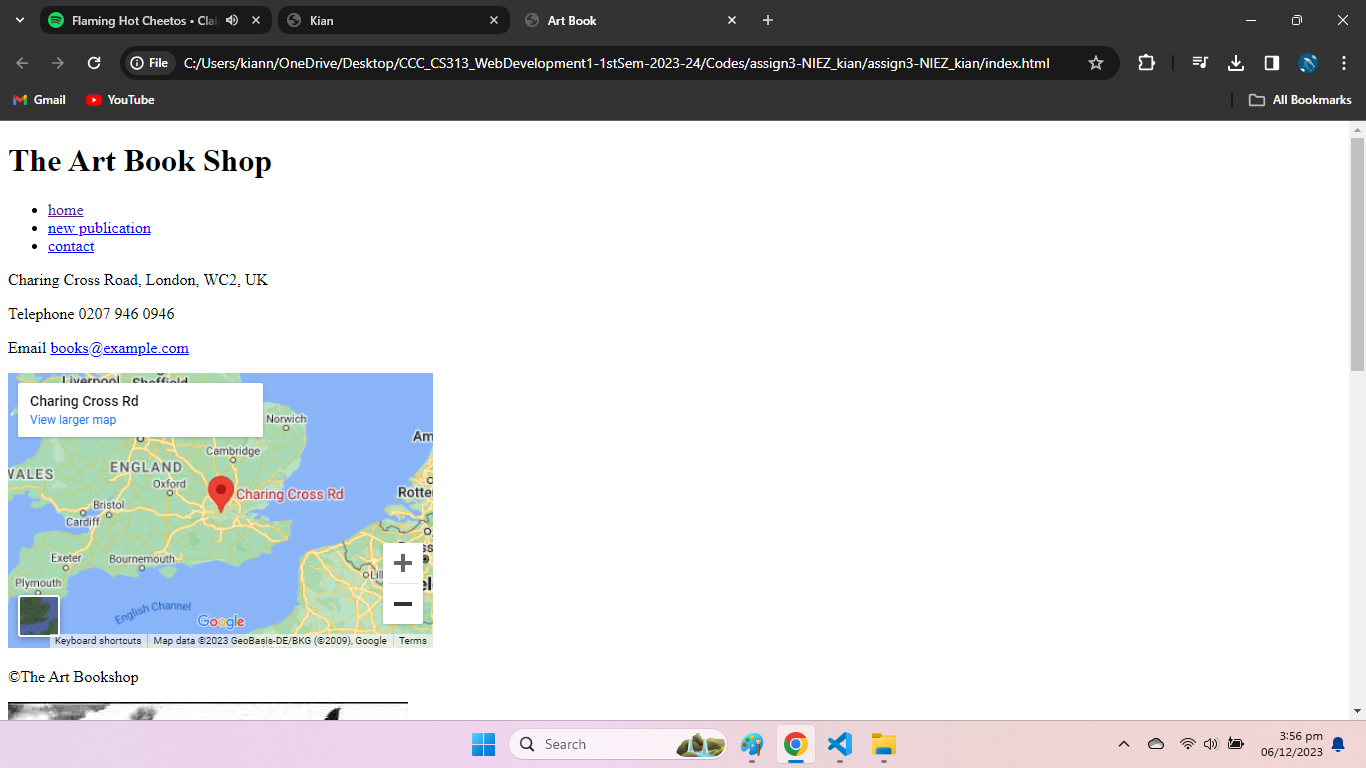 Flaming Hot Cheetos • Clai
Kian
Art Book
File
C:/Users/kiann/OneDrive/Desktop/CCC_CS313_WebDevelopment1-1stSem-2023-24/Codes/assign3-NIEZ_kian/assign3-NIEZ_kian/index.html
Gmail
YouTube
All Bookmarks
The Art Book Shop
home
new publication
contact
Charing Cross Road, London, WC2, UK
Telephone 0207 946 0946
Email books@example.com
Liverpool
Sheffield
Charing Cross Rd
View larger map
Norwich
Am
Cambridge
WALES
ENGLAND
Oxford
Charing Cross Rd
Rotter
Bristol
Cardiff
Exeter
Bournemouth
Plymouth
English Channel
Google
Keyboard shortcuts
Map data ©2023 GeoBasis-DE/BKG (©2009), Google
Terms
©The Art Bookshop
Search
3:56 pm
06/12/2023